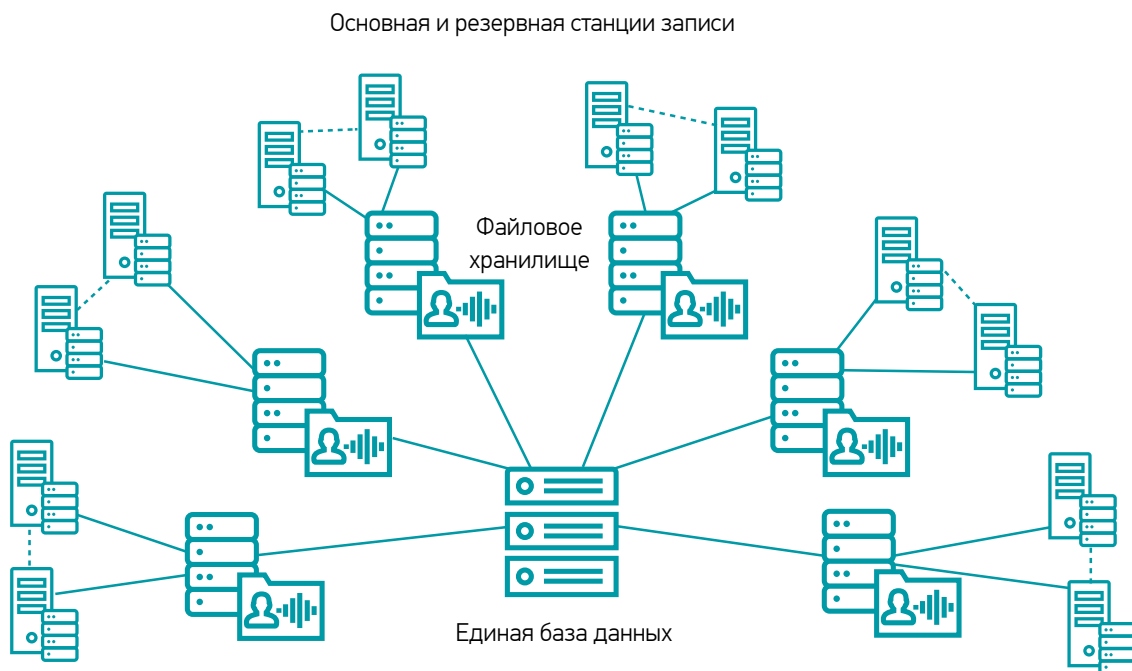 Основная и резервная станции записи
Файловое
хранилище
Единая база данных